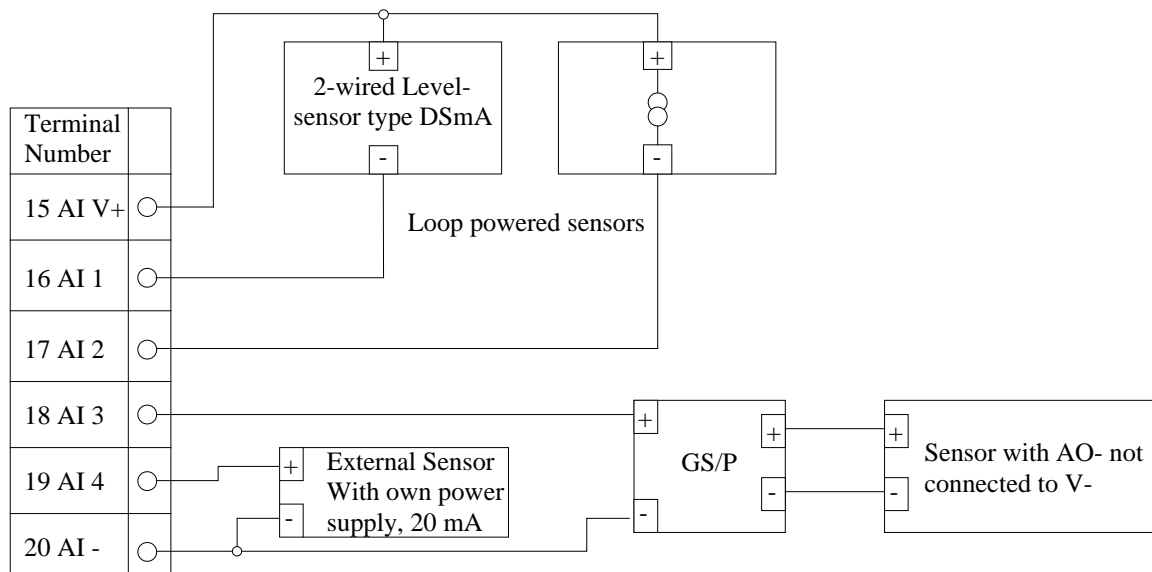 +
+
2-wired Level-
sensor type DSmA
-
-
Terminal
Number
15 AI V+
Loop powered sensors
16 AI 1
17 AI 2
18 AI 3
+
+
+
GS/P
Sensor with AO- not
connected to V-
-
-
-
19 AI 4
+
External Sensor
With own power
supply, 20 mA
-
20 AI -